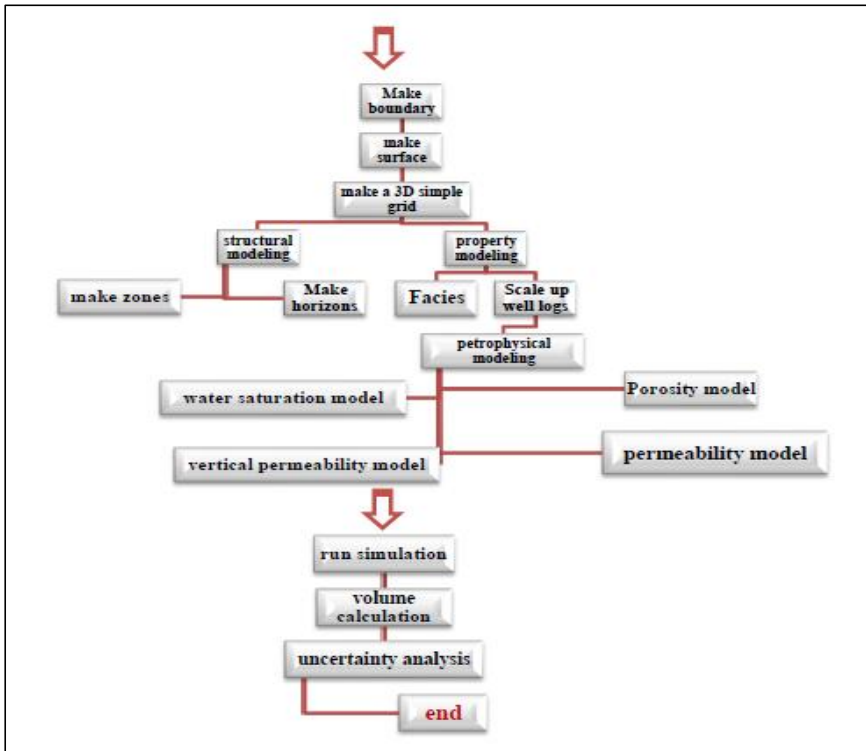 Make
boundary
make
surface
make a 3D simple
grid
structural
modeling
property
modeling
make zones
Make
horizons
Facies
Scale up
well logs
petrophysical
modeling
water saturation model
Porosity model
vertical permeability model
permeability model
run simulation
volume
calculation
uncertainty analysis
end